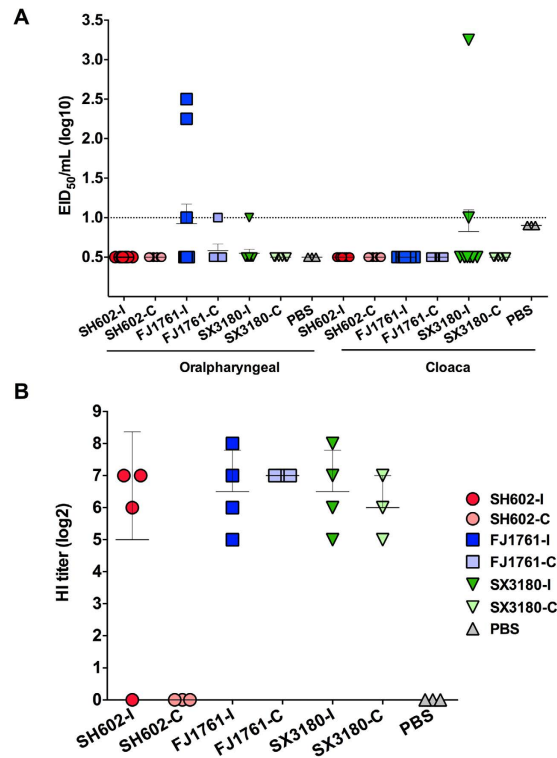 A
3.5
3.0
2.5
2.0
1.5
1.0
0.5
EID50/mL (log10)
SH602-I
SH602-C
FJ1761-I
FJ1761-C
SX3180-I
SX3180-C
PBS
SH602-I
SH602-C
FJ1761-I
FJ1761-C
SX3180-I
SX3180-C
PBS
Oralpharyngeal
Cloaca
B
9
8
7
6
5
4
3
2
1
0
HI titer (log2)
SH602-I
SH602-C
FJ1761-I
FJ1761-C
SX3180-I
SX3180-C
PBS
SH602-I
SH602-C
FJ1761-I
FJ1761-C
SX3180-I
SX3180-C
PBS